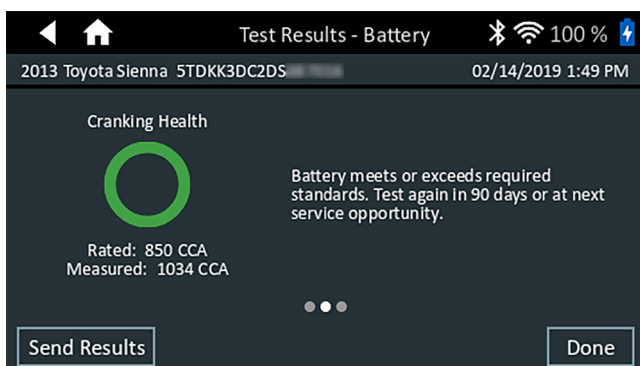 Test Results - Battery 100 %
2013 Toyota Sienna 5TDKK3DC2DS 02/14/2019 1:49 PM
Cranking Health
Battery meets or exceeds required
standards. Test again in 90 days or at next
service opportunity.
Rated: 850 CCA
Measured: 1034 CCA
Send Results Done